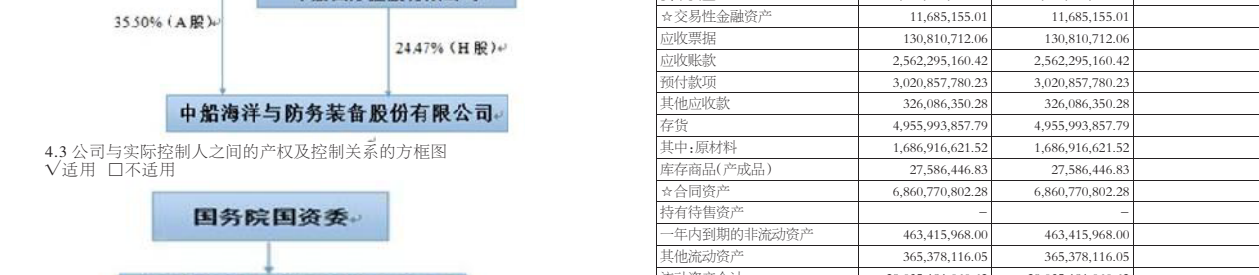 35.50%（A股）
24.47%（H股）
中船海洋与防务装备股份有限公司
4.3 公司与实际控制人之间的产权及控制关系的方框图
√适用 □不适用
国务院国资委
☆交易性金融资产 11,685,155.01 11,685,155.01
应收票据 130,810,712.06 130,810,712.06
应收账款 2,562,295,160.42 2,562,295,160.42
预付款项 3,020,857,780.23 3,020,857,780.23
其他应收款 326,086,350.28 326,086,350.28
存货 4,955,993,857.79 4,955,993,857.79
其中:原材料 1,686,916,621.52 1,686,916,621.52
库存商品(产成品) 27,586,446.83 27,586,446.83
☆合同资产 6,860,770,802.28 6,860,770,802.28
持有待售资产 – –
一年内到期的非流动资产 463,415,968.00 463,415,968.00
其他流动资产 365,378,116.05 365,378,116.05